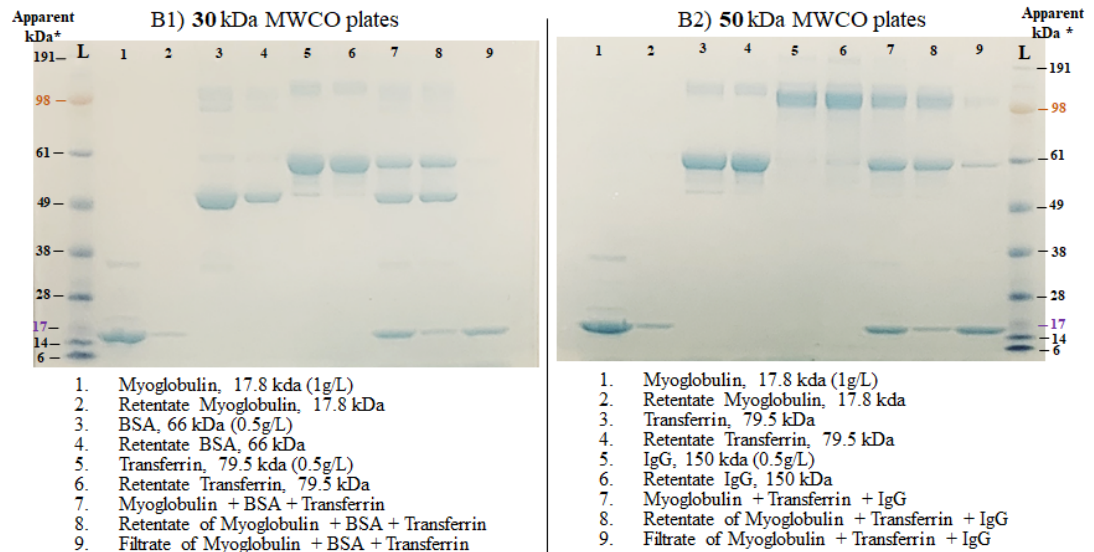 Apparent
kDa*
B1) 30 kDa MWCO plates
L 1 2 3 4 5 6 7 8 9
191
98
61
49
38
28
17
14
6
1. Myoglobulin, 17.8 kda (1g/L)
2. Retentate Myoglobulin, 17.8 kDa
3. BSA, 66 kDa (0.5g/L)
4. Retentate BSA, 66 kDa
5. Transferrin, 79.5 kda (0.5g/L)
6. Retentate Transferrin, 79.5 kDa
7. Myoglobulin + BSA + Transferrin
8. Retentate of Myoglobulin + BSA + Transferrin
9. Filtrate of Myoglobulin + BSA + Transferrin
B2) 50 kDa MWCO plates
Apparent
kDa *
1 2 3 4 5 6 7 8 9 L
191
98
61
49
38
28
17
14
6
1. Myoglobulin, 17.8 kDa (1g/L)
2. Retentate Myoglobulin, 17.8 kda
3. Transferrin, 79.5 kDa
4. Retentate Transferrin, 79.5 kDa
5. IgG, 150 kda (0.5g/L)
6. Retentate IgG, 150 kDa
7. Myoglobulin + Transferrin + IgG
8. Retentate of Myoglobulin + Transferrin + IgG
9. Filtrate of Myoglobulin + Transferrin + IgG